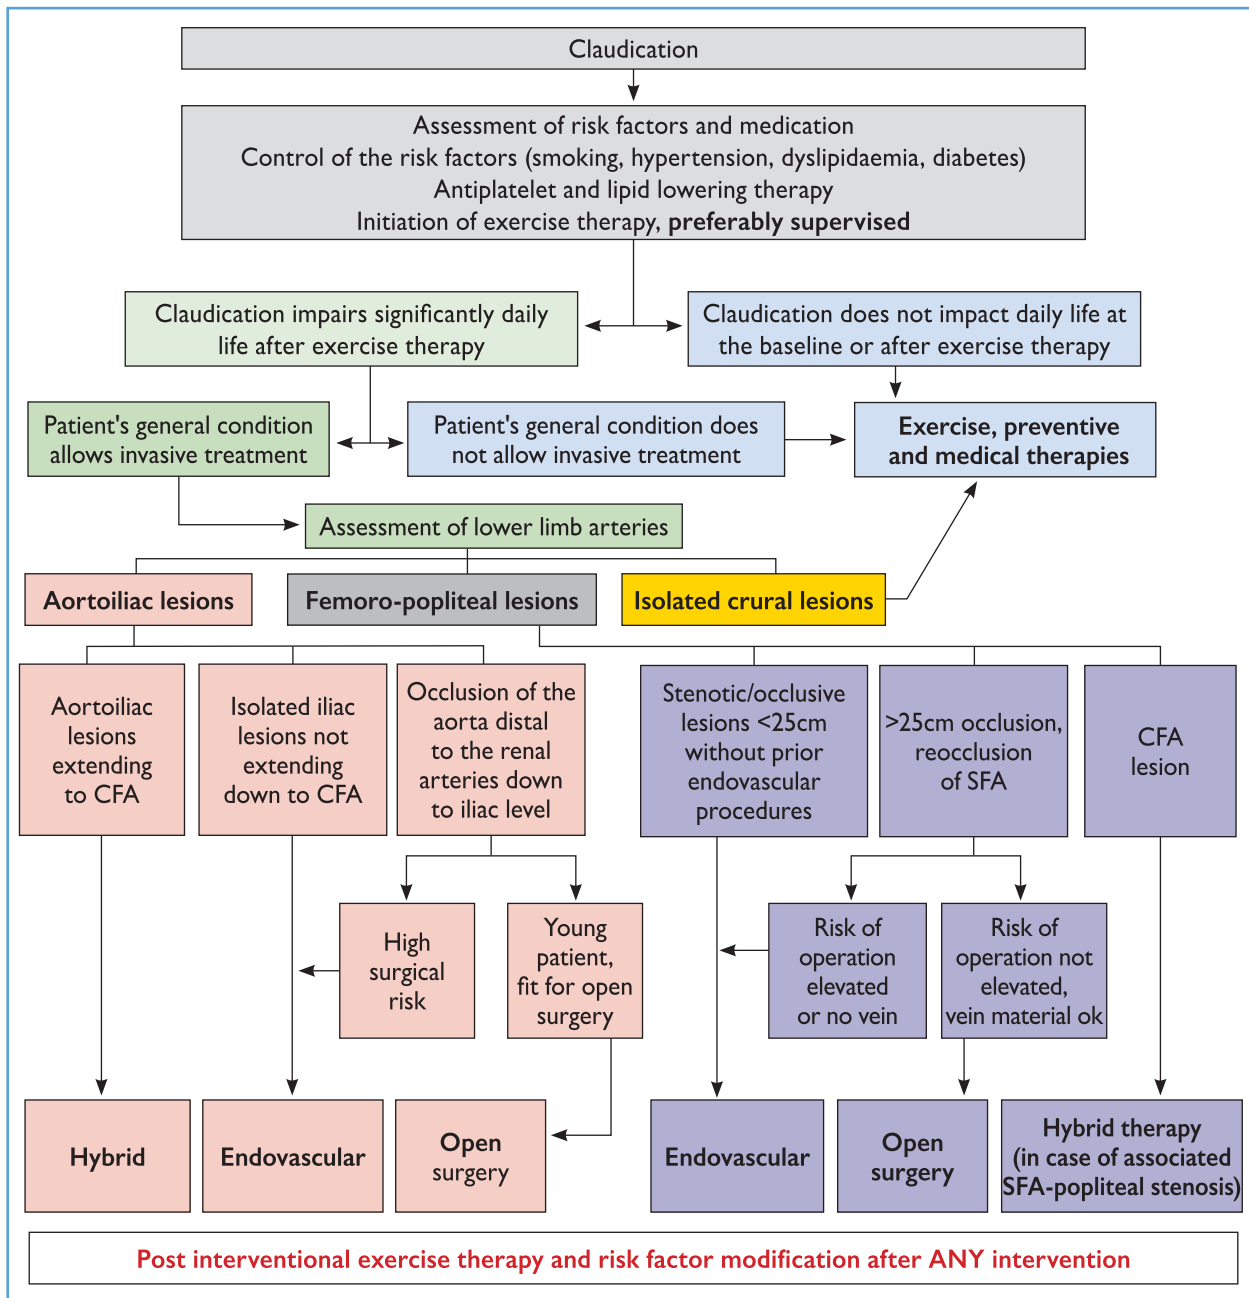 Claudication
Assessment of risk factors and medication
Control of the risk factors (smoking, hypertension, dyslipidaemia, diabetes)
Antiplatelet and lipid lowering therapy
Initiation of exercise therapy, preferably supervised
Claudication impairs significantly daily
life after exercise therapy
Claudication does not impact daily life at
the baseline or after exercise therapy
Patient's general condition
allows invasive treatment
Patient's general condition does
not allow invasive treatment
Exercise, preventive
and medical therapies
Assessment of lower limb arteries
Aortoiliac lesions
Femoro-popliteal lesions
Isolated crural lesions
Aortoiliac
lesions
extending
to CFA
Isolated iliac
lesions not
extending
down to CFA
Occlusion of the
aorta distal
to the renal
arteries down
to iliac level
Stenotic/occlusive
lesions <25cm
without prior
endovascular
procedures
>25cm occlusion,
reocclusion
of SFA
CFA
lesion
High
surgical
risk
Young
patient,
fit for open
surgery
Risk of
operation
elevated
or no vein
Risk of
operation not
elevated,
vein material ok
Hybrid
Endovascular
Open
surgery
Endovascular
Open
surgery
Hybrid therapy
(in case of associated
SFA-popliteal stenosis)
Post interventional exercise therapy and risk factor modification after ANY intervention